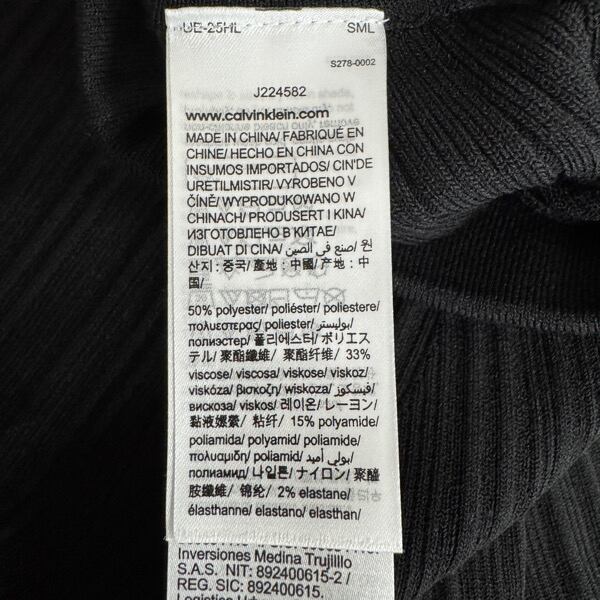 UE-25HL SML
S278-0002
J224582
www.calvinklein.com
MADE IN CHINA/ FABRIQUÉ EN
CHINE/ HECHO EN CHINA CON
INSUMOS IMPORTADOS/ CIN'DE
URETILMISTIR/ VYROBENO V
ČÍNĚ/ WYPRODUKOWANO W
CHINACH/ PRODUSERT I KINA/
ИЗГОТОВЛЕНО В КИТАЕ/
DIBUAT DI CINA/ صنع في الصين/ 원
산지: 중국/ 產地: 中國/ 产地: 中
国/
50% polyester/ poliéster/ poliestere/
πολυεστερας/ poliester/ بوليستر/
полиэстер/ 폴리에스터/ ポリエス
テル/ 聚酯纖維/ 聚酯纤维/ 33%
viscose/ viscosa/ viskose/ viskoz/
viskóza/ βισκοζη/ wiskoza/ فيسكوز/
вискоза/ viskos/ 레이온/ レーヨン/
黏液嫘縈/ 粘纤/ 15% polyamide/
poliamida/ polyamid/ poliamide/
πολυαμιδη/ poliamid/ بولي أميد/
полиамид/ 나일론/ ナイロン/ 聚醯
胺纖維/ 锦纶/ 2% elastane/
élasthanne/ elastano/ elasthan/
Inversiones Medina Trujillo
S.A.S. NIT: 892400615-2 /
REG. SIC: 892400615.